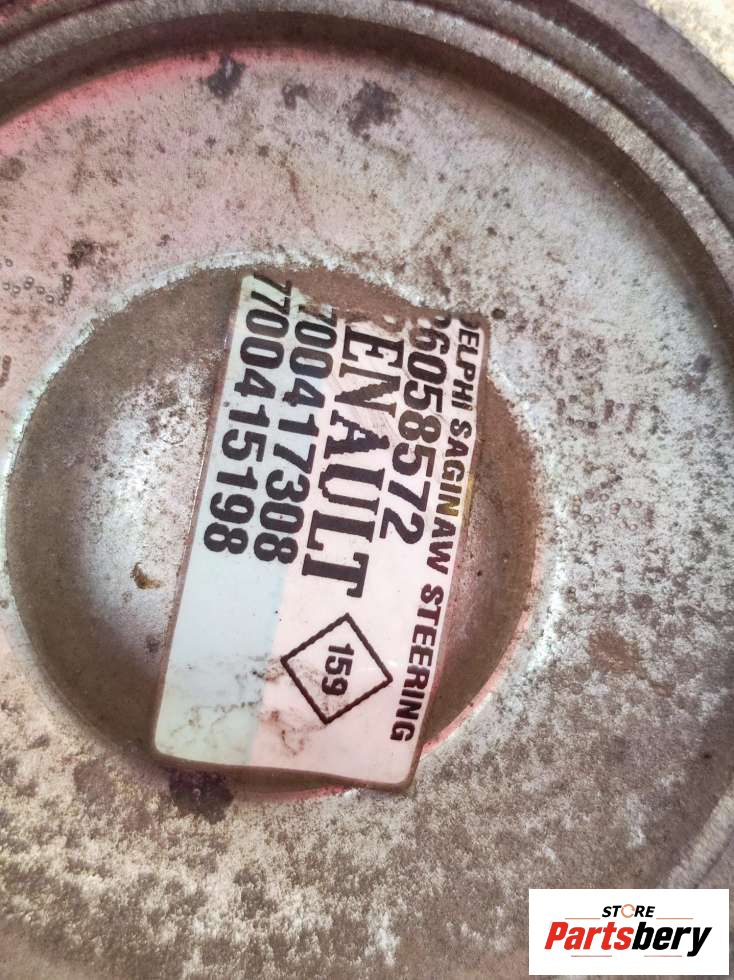 DELPHI SAGINAW STEERING
26058572
RENAULT
7700417308
7700415198
159
STORE
Partsbery